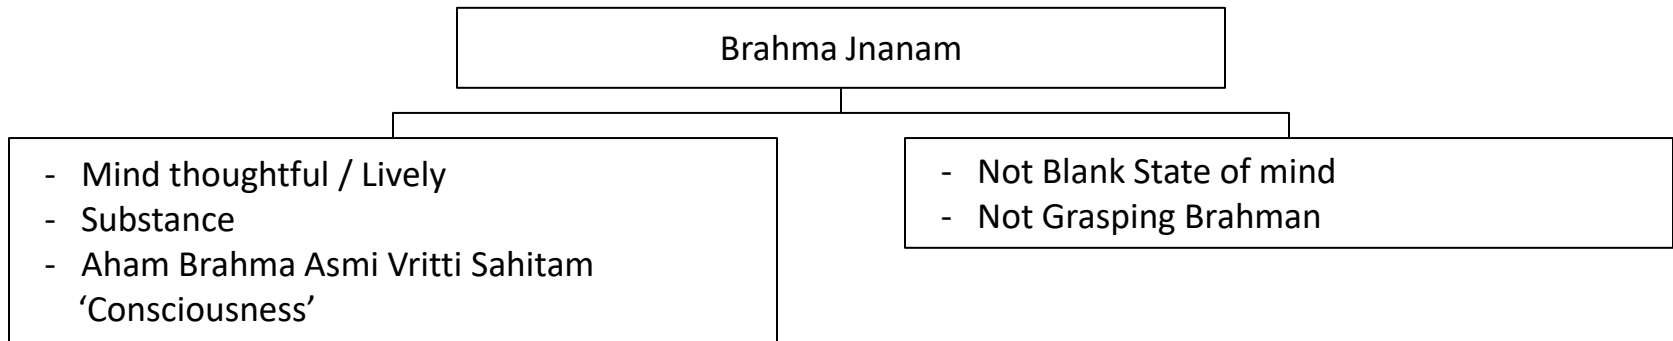 Brahma Jnanam
- Mind thoughtful / Lively
- Substance
- Aham Brahma Asmi Vritti Sahitam
‘Consciousness’
- Not Blank State of mind
- Not Grasping Brahman